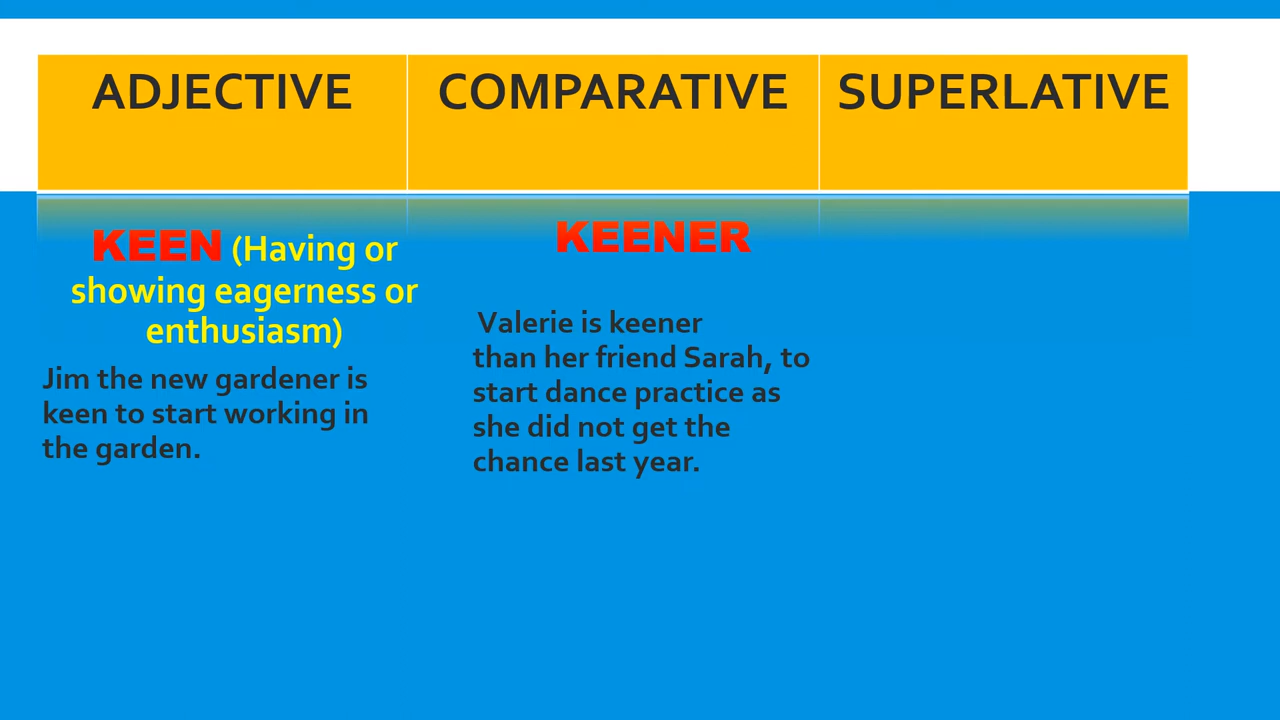 ADJECTIVE
COMPARATIVE
SUPERLATIVE
KEEN (Having or
showing eagerness or
enthusiasm)
Jim the new gardener is
keen to start working in
the garden.
KEENER
Valerie is keener
than her friend Sarah, to
start dance practice as
she did not get the
chance last year.